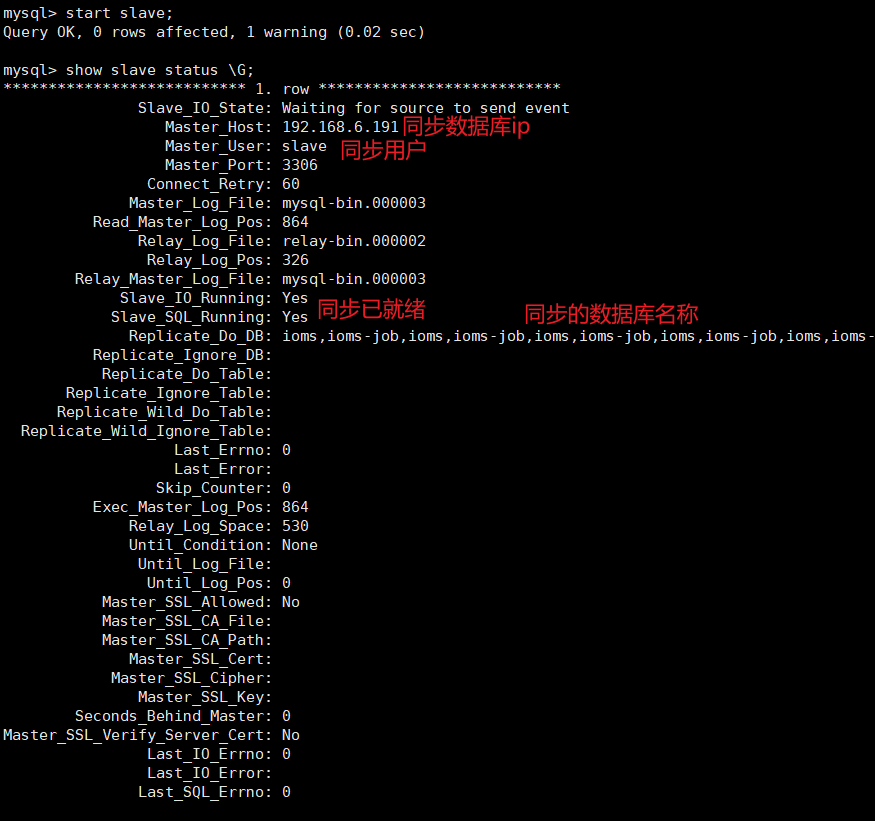 mysql> start slave;
Query OK, 0 rows affected, 1 warning (0.02 sec)
mysql> show slave status \G;
*************************** 1. row ***************************
Slave_IO_State: Waiting for source to send event
Master_Host: 192.168.6.191 同步数据库ip
Master_User: slave 同步用户
Master_Port: 3306
Connect_Retry: 60
Master_Log_File: mysql-bin.000003
Read_Master_Log_Pos: 864
Relay_Log_File: relay-bin.000002
Relay_Log_Pos: 326
Relay_Master_Log_File: mysql-bin.000003
Slave_IO_Running: Yes
同步已就绪 同步的数据库名称
Slave_SQL_Running: Yes
Replicate_Do_DB: ioms,ioms-job,ioms,ioms-job,ioms,ioms-job,ioms,ioms-job,ioms,ioms-
Replicate_Ignore_DB:
Replicate_Do_Table:
Replicate_Ignore_Table:
Replicate_Wild_Do_Table:
Replicate_Wild_Ignore_Table:
Last_Errno: 0
Last_Error:
Skip_Counter: 0
Exec_Master_Log_Pos: 864
Relay_Log_Space: 530
Until_Condition: None
Until_Log_File:
Until_Log_Pos: 0
Master_SSL_Allowed: No
Master_SSL_CA_File:
Master_SSL_CA_Path:
Master_SSL_Cert:
Master_SSL_Cipher:
Master_SSL_Key:
Seconds_Behind_Master: 0
Master_SSL_Verify_Server_Cert: No
Last_IO_Errno: 0
Last_IO_Error:
Last_SQL_Errno: 0